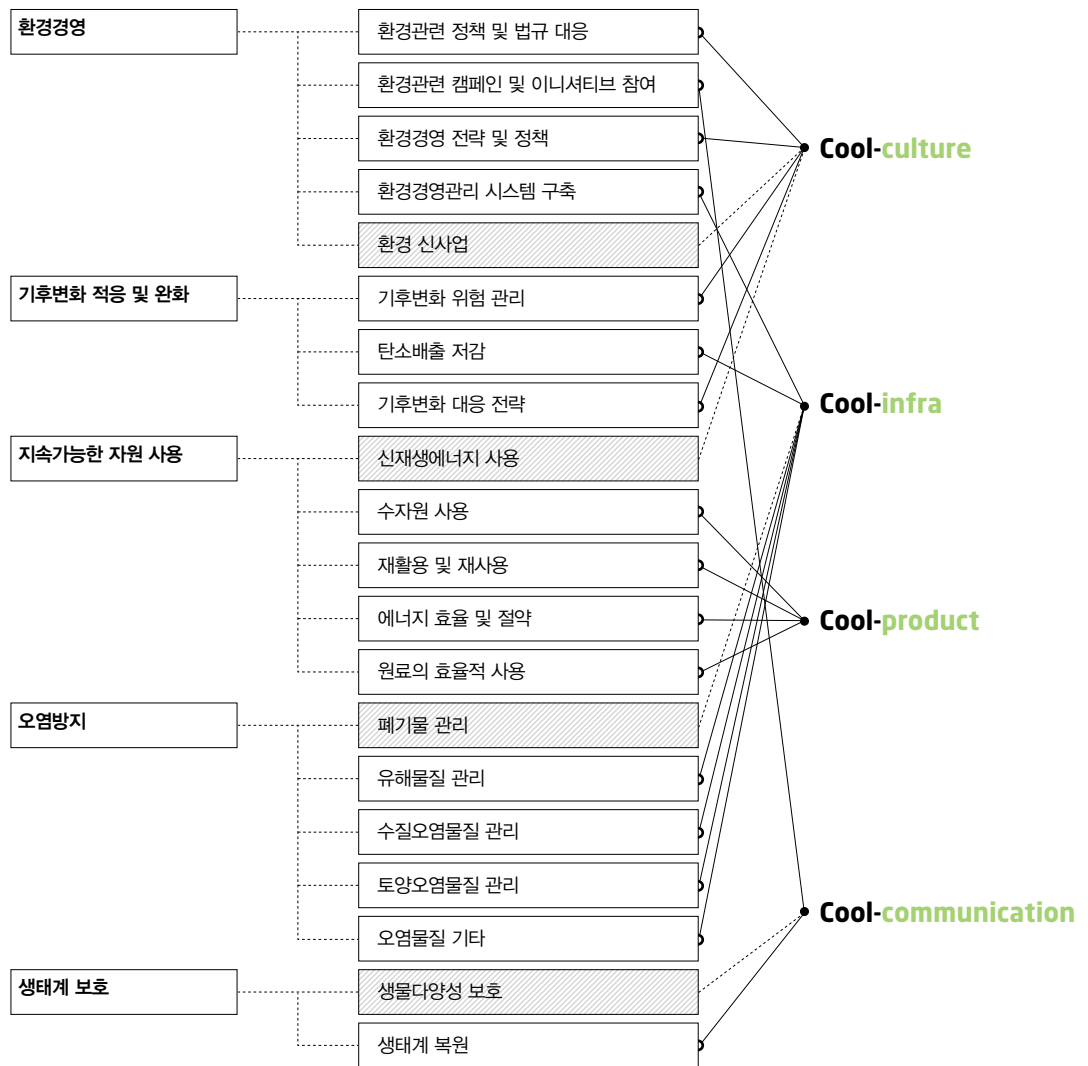 환경경영
환경관련 정책 및 법규 대응
환경관련 캠페인 및 이니셔티브 참여
환경경영 전략 및 정책
환경경영관리 시스템 구축
환경 신사업
기후변화 적응 및 완화
기후변화 위험 관리
탄소배출 저감
기후변화 대응 전략
지속가능한 자원 사용
신재생에너지 사용
수자원 사용
재활용 및 재사용
에너지 효율 및 절약
원료의 효율적 사용
오염방지
폐기물 관리
유해물질 관리
수질오염물질 관리
토양오염물질 관리
오염물질 기타
생태계 보호
생물다양성 보호
생태계 복원
Cool-culture
Cool-infra
Cool-product
Cool-communication